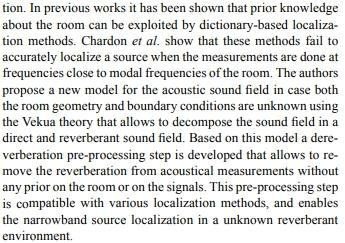 tion. In previous works it has been shown that prior knowledge
about the room can be exploited by dictionary-based localiza-
tion methods. Chardon et al. show that these methods fail to
accurately localize a source when the measurements are done at
frequencies close to modal frequencies of the room. The authors
propose a new model for the acoustic sound field in case both
the room geometry and boundary conditions are unknown using
the Vekua theory that allows to decompose the sound field in a
direct and reverberant sound field. Based on this model a dere-
verberation pre-processing step is developed that allows to re-
move the reverberation from acoustical measurements without
any prior on the room or on the signals. This pre-processing step
is compatible with various localization methods, and enables
the narrowband source localization in a unknown reverberant
environment.